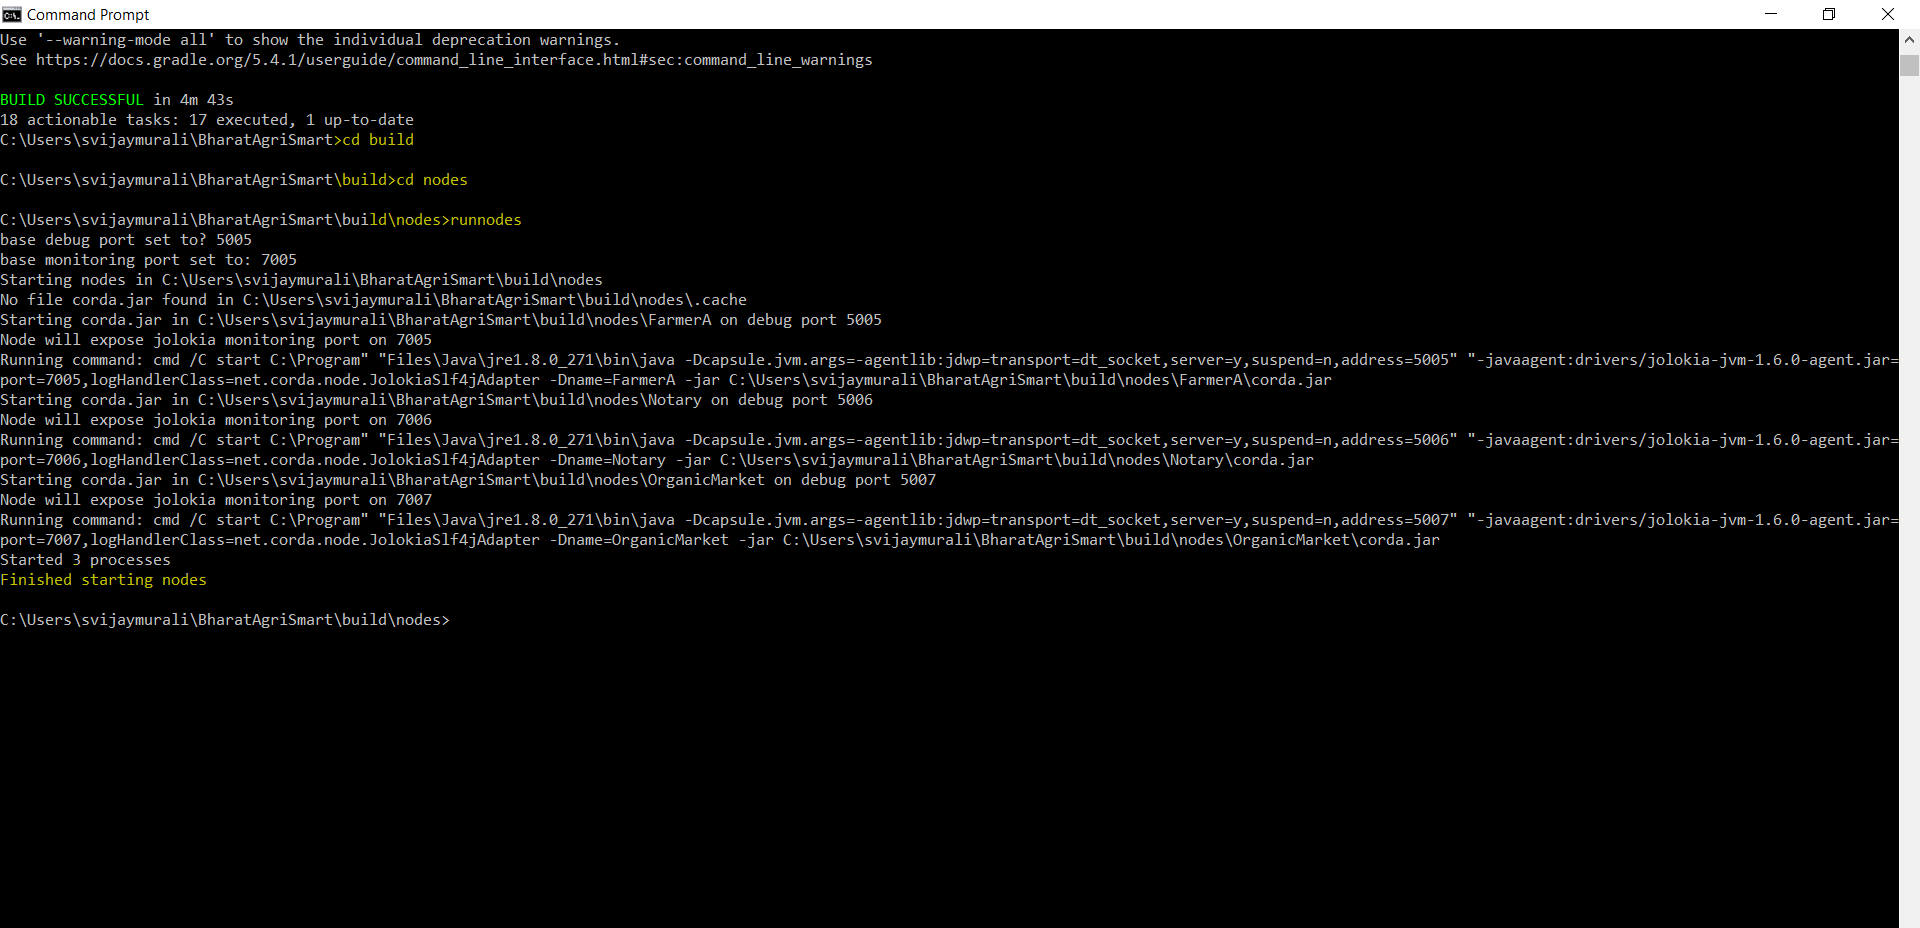 Command Prompt
Use '--warning-mode all' to show the individual deprecation warnings.
See https://docs.gradle.org/5.4.1/userguide/command_line_interface.html#sec:command_line_warnings
BUILD SUCCESSFUL in 4m 43s
18 actionable tasks: 17 executed, 1 up-to-date
C:\Users\svijaymurali\BharatAgriSmart>cd build
C:\Users\svijaymurali\BharatAgriSmart\build>cd nodes
C:\Users\svijaymurali\BharatAgriSmart\build\nodes>runnodes
base debug port set to? 5005
base monitoring port set to: 7005
Starting nodes in C:\Users\svijaymurali\BharatAgriSmart\build\nodes
No file corda.jar found in C:\Users\svijaymurali\BharatAgriSmart\build\nodes\.cache
Starting corda.jar in C:\Users\svijaymurali\BharatAgriSmart\build\nodes\FarmerA on debug port 5005
Node will expose jolokia monitoring port on 7005
Running command: cmd /C start C:\Program" "Files\Java\jre1.8.0_271\bin\java -Dcapsule.jvm.args=-agentlib:jdwp=transport=dt_socket,server=y,suspend=n,address=5005" "-javaagent:drivers/jolokia-jvm-1.6.0-agent.jar=
port=7005,logHandlerClass=net.corda.node.JolokiaSlf4jAdapter -Dname=FarmerA -jar C:\Users\svijaymurali\BharatAgriSmart\build\nodes\FarmerA\corda.jar
Starting corda.jar in C:\Users\svijaymurali\BharatAgriSmart\build\nodes\Notary on debug port 5006
Node will expose jolokia monitoring port on 7006
Running command: cmd /C start C:\Program" "Files\Java\jre1.8.0_271\bin\java -Dcapsule.jvm.args=-agentlib:jdwp=transport=dt_socket,server=y,suspend=n,address=5006" "-javaagent:drivers/jolokia-jvm-1.6.0-agent.jar=
port=7006,logHandlerClass=net.corda.node.JolokiaSlf4jAdapter -Dname=Notary -jar C:\Users\svijaymurali\BharatAgriSmart\build\nodes\Notary\corda.jar
Starting corda.jar in C:\Users\svijaymurali\BharatAgriSmart\build\nodes\OrganicMarket on debug port 5007
Node will expose jolokia monitoring port on 7007
Running command: cmd /C start C:\Program" "Files\Java\jre1.8.0_271\bin\java -Dcapsule.jvm.args=-agentlib:jdwp=transport=dt_socket,server=y,suspend=n,address=5007" "-javaagent:drivers/jolokia-jvm-1.6.0-agent.jar=
port=7007,logHandlerClass=net.corda.node.JolokiaSlf4jAdapter -Dname=OrganicMarket -jar C:\Users\svijaymurali\BharatAgriSmart\build\nodes\OrganicMarket\corda.jar
Started 3 processes
Finished starting nodes
C:\Users\svijaymurali\BharatAgriSmart\build\nodes>